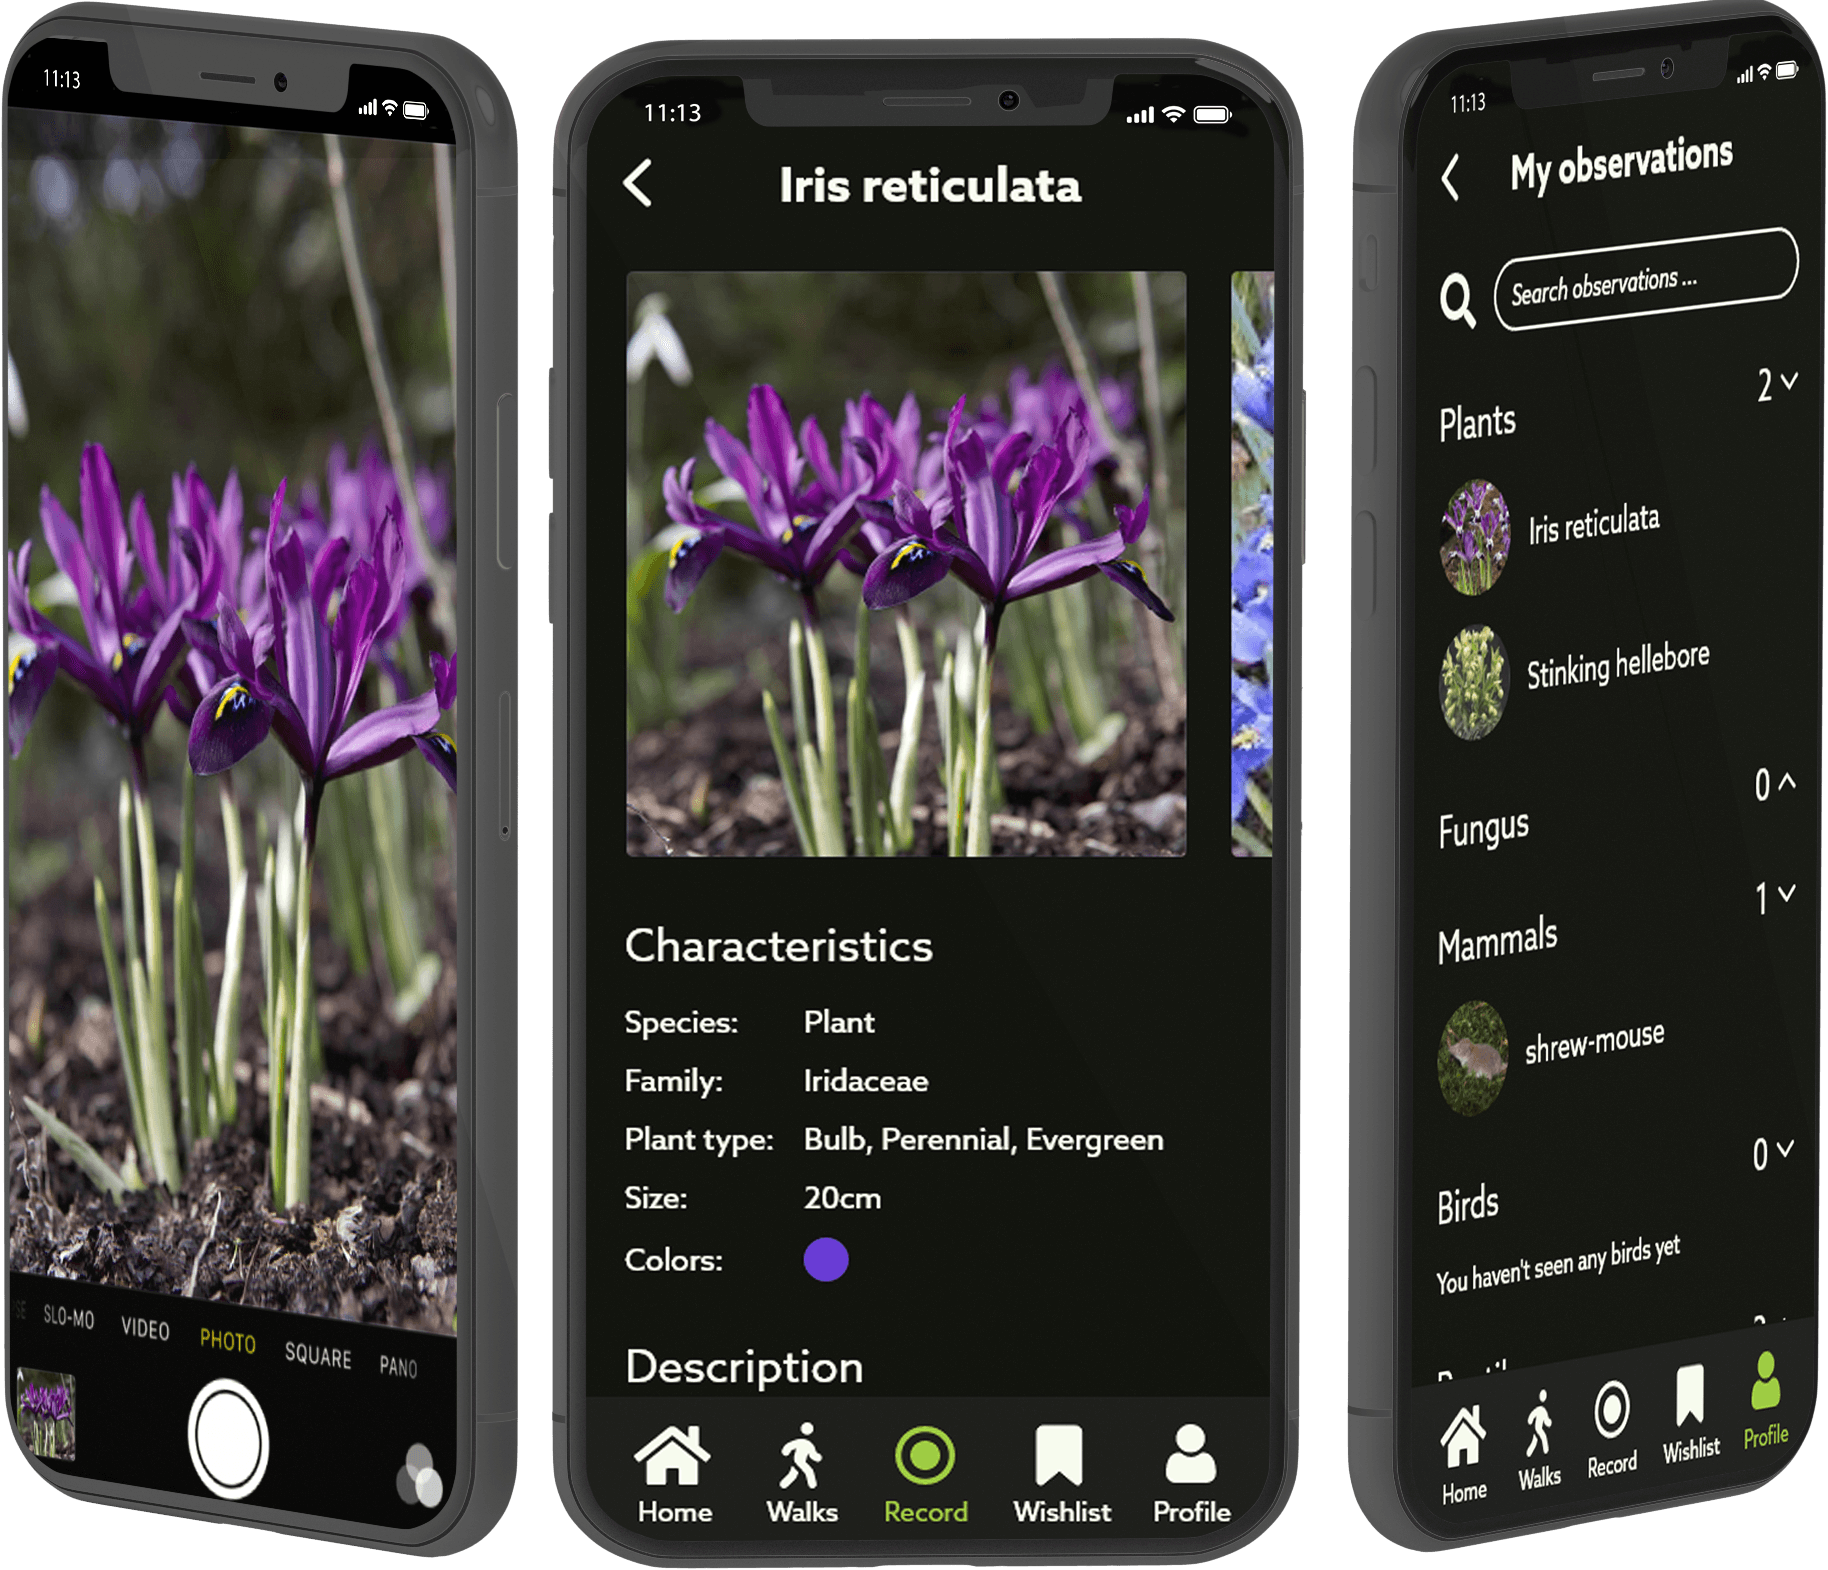 11:13
SLO-MO VIDEO PHOTO SQUARE PANO
11:13
Iris reticulata
Characteristics
Species: Plant
Family: Iridaceae
Plant type: Bulb, Perennial, Evergreen
Size: 20cm
Colors:
Description
Home Walks Record Wishlist Profile
11:13
My observations
Search observations ...
2
Plants
Iris reticulata
Stinking hellebore
0
Fungus
1
Mammals
shrew-mouse
0
Birds
You haven't seen any birds yet
Home Walks Record Wishlist Profile